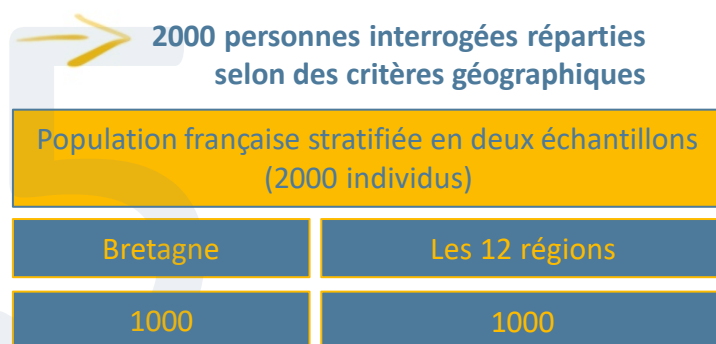 2000 personnes interrogées réparties
selon des critères géographiques
Population française stratifiée en deux échantillons
(2000 individus)
Bretagne
Les 12 régions
1000
1000